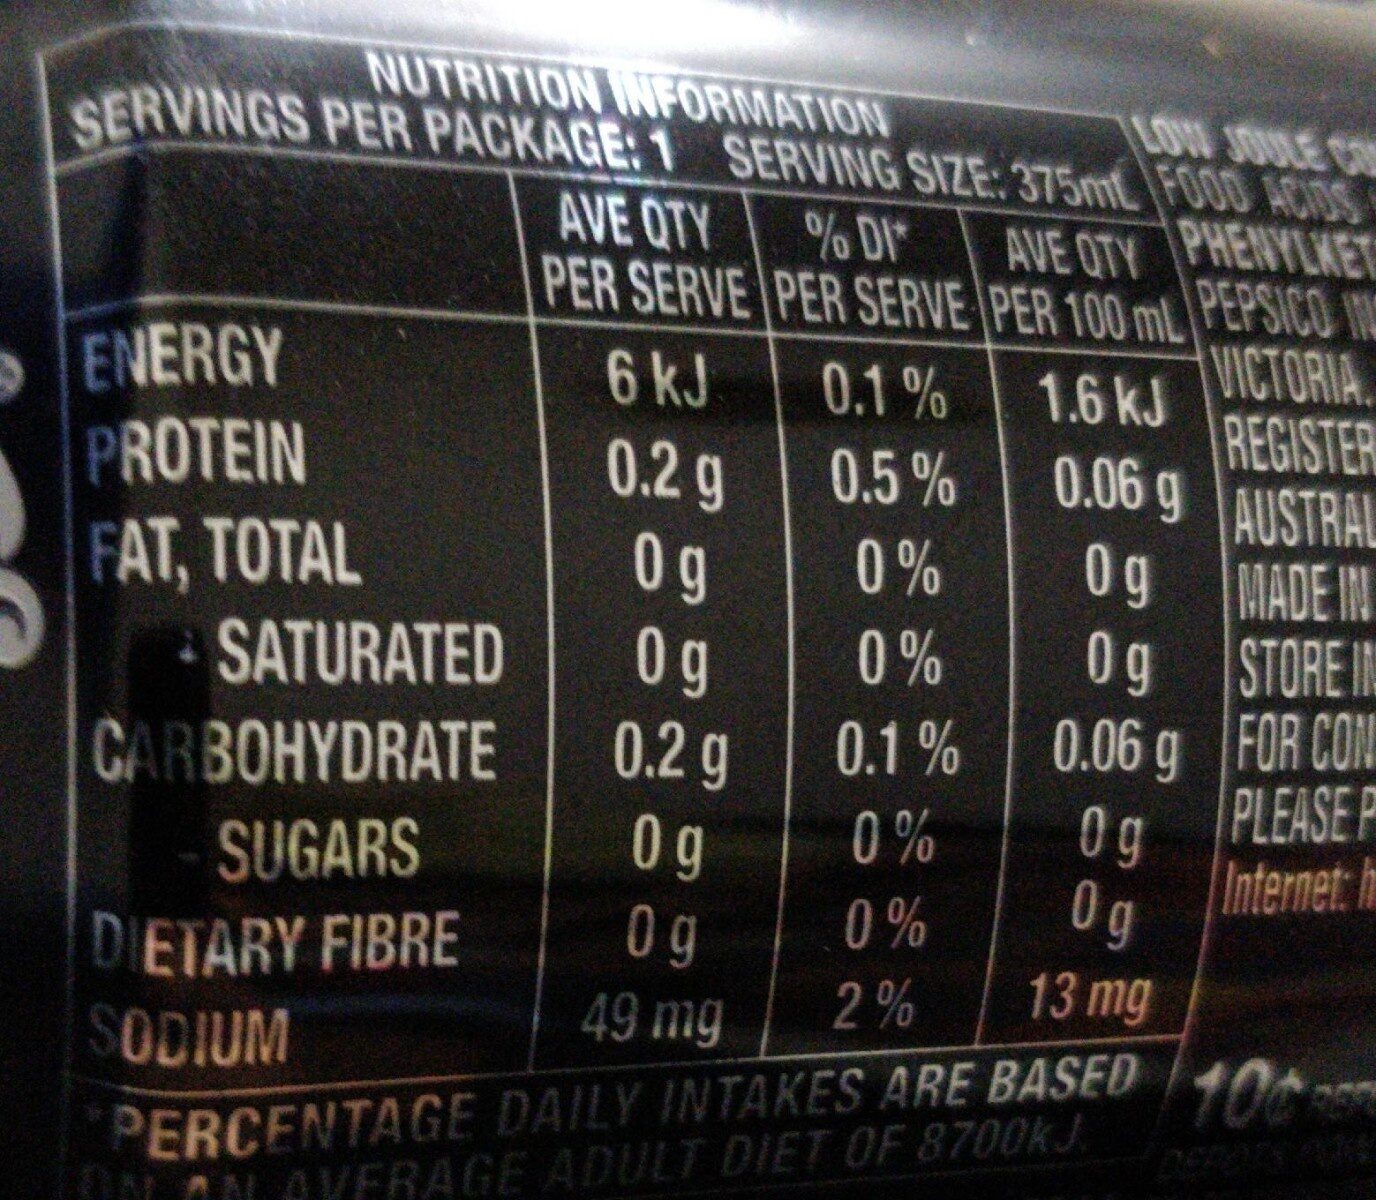 NUTRITION INFORMATION
SERVINGS PER PACKAGE: 1 SERVING SIZE: 375mL
AVE QTY PER SERVE % DI* PER SERVE AVE QTY PER 100 mL
ENERGY 6 kJ 0.1 % 1.6 kJ
PROTEIN 0.2 g 0.5 % 0.06 g
FAT, TOTAL 0 g 0 % 0 g
SATURATED 0 g 0 % 0 g
CARBOHYDRATE 0.2 g 0.1 % 0.06 g
- SUGARS 0 g 0 % 0 g
DIETARY FIBRE 0 g 0 % 0 g
SODIUM 49 mg 2 % 13 mg
*PERCENTAGE DAILY INTAKES ARE BASED
ON AN AVERAGE ADULT DIET OF 8700kJ.
LOW JOULE
FOOD ACIDS
PHENYLKET
PEPSICO
VICTORIA.
REGISTER
AUSTRAL
MADE IN
STORE IN
FOR CON
PLEASE P
Internet: h
10¢